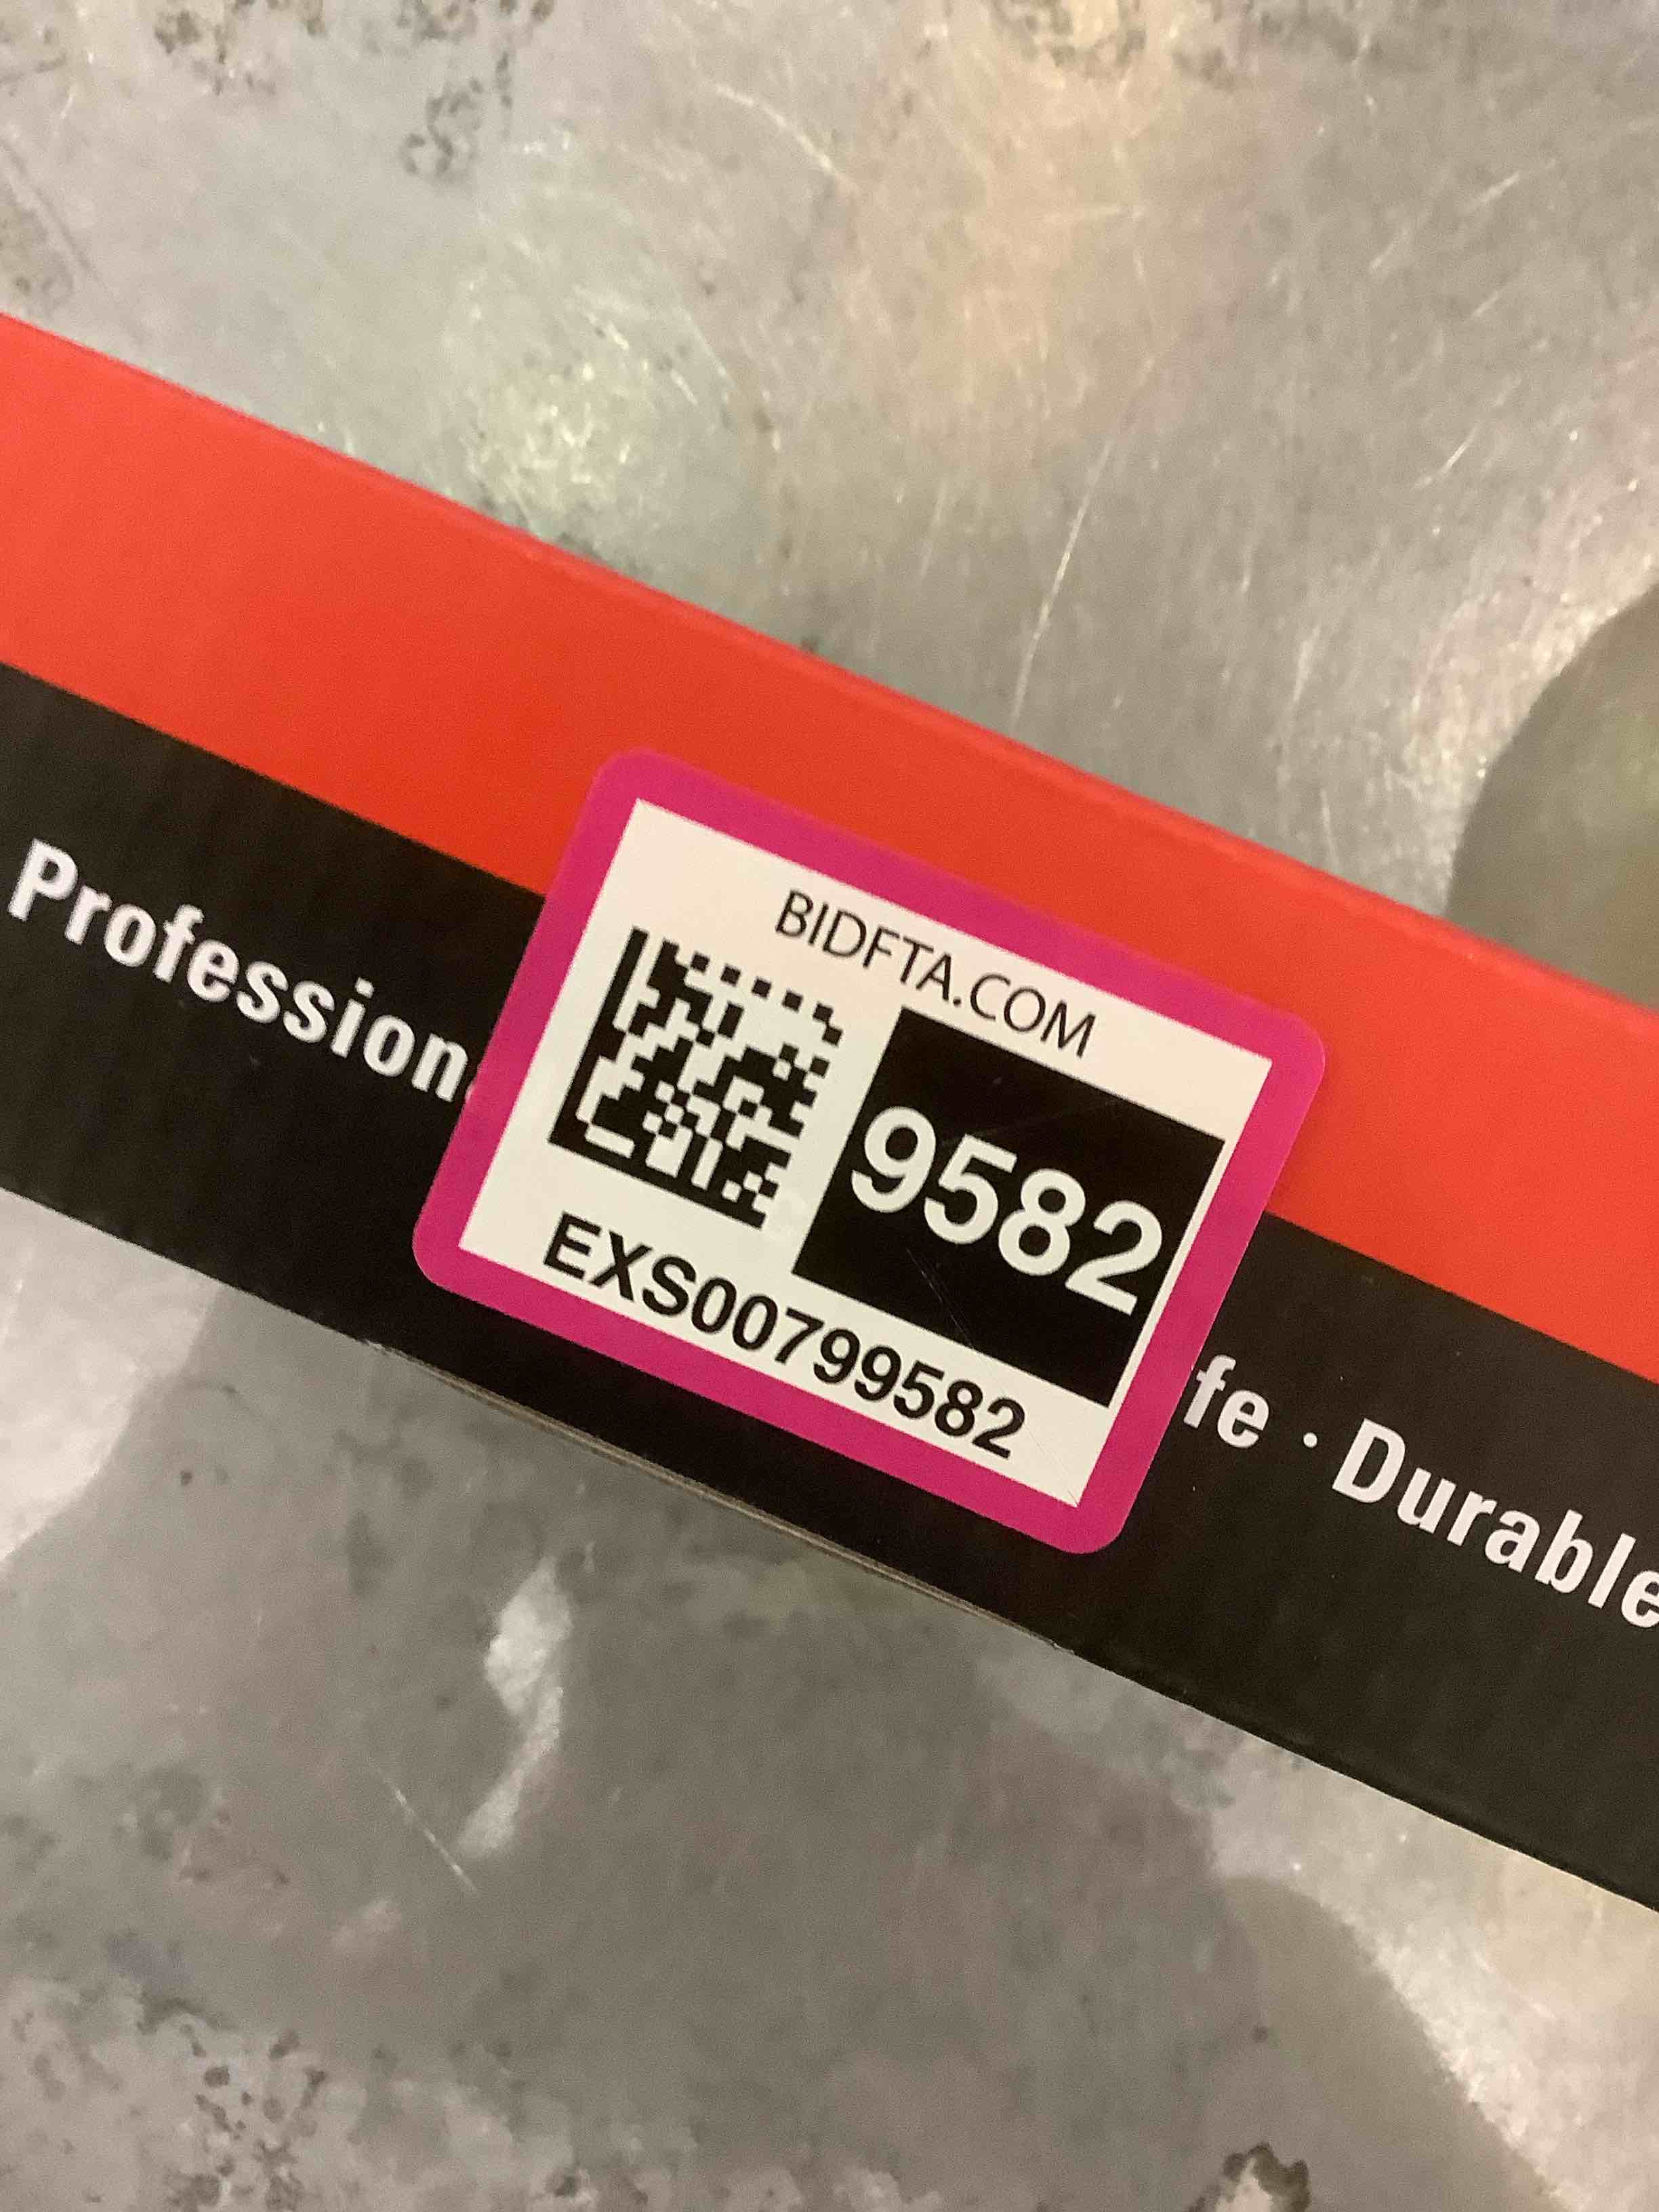 BIDFTA.COM
9582
EXS00799582
Profession
fe · Durable